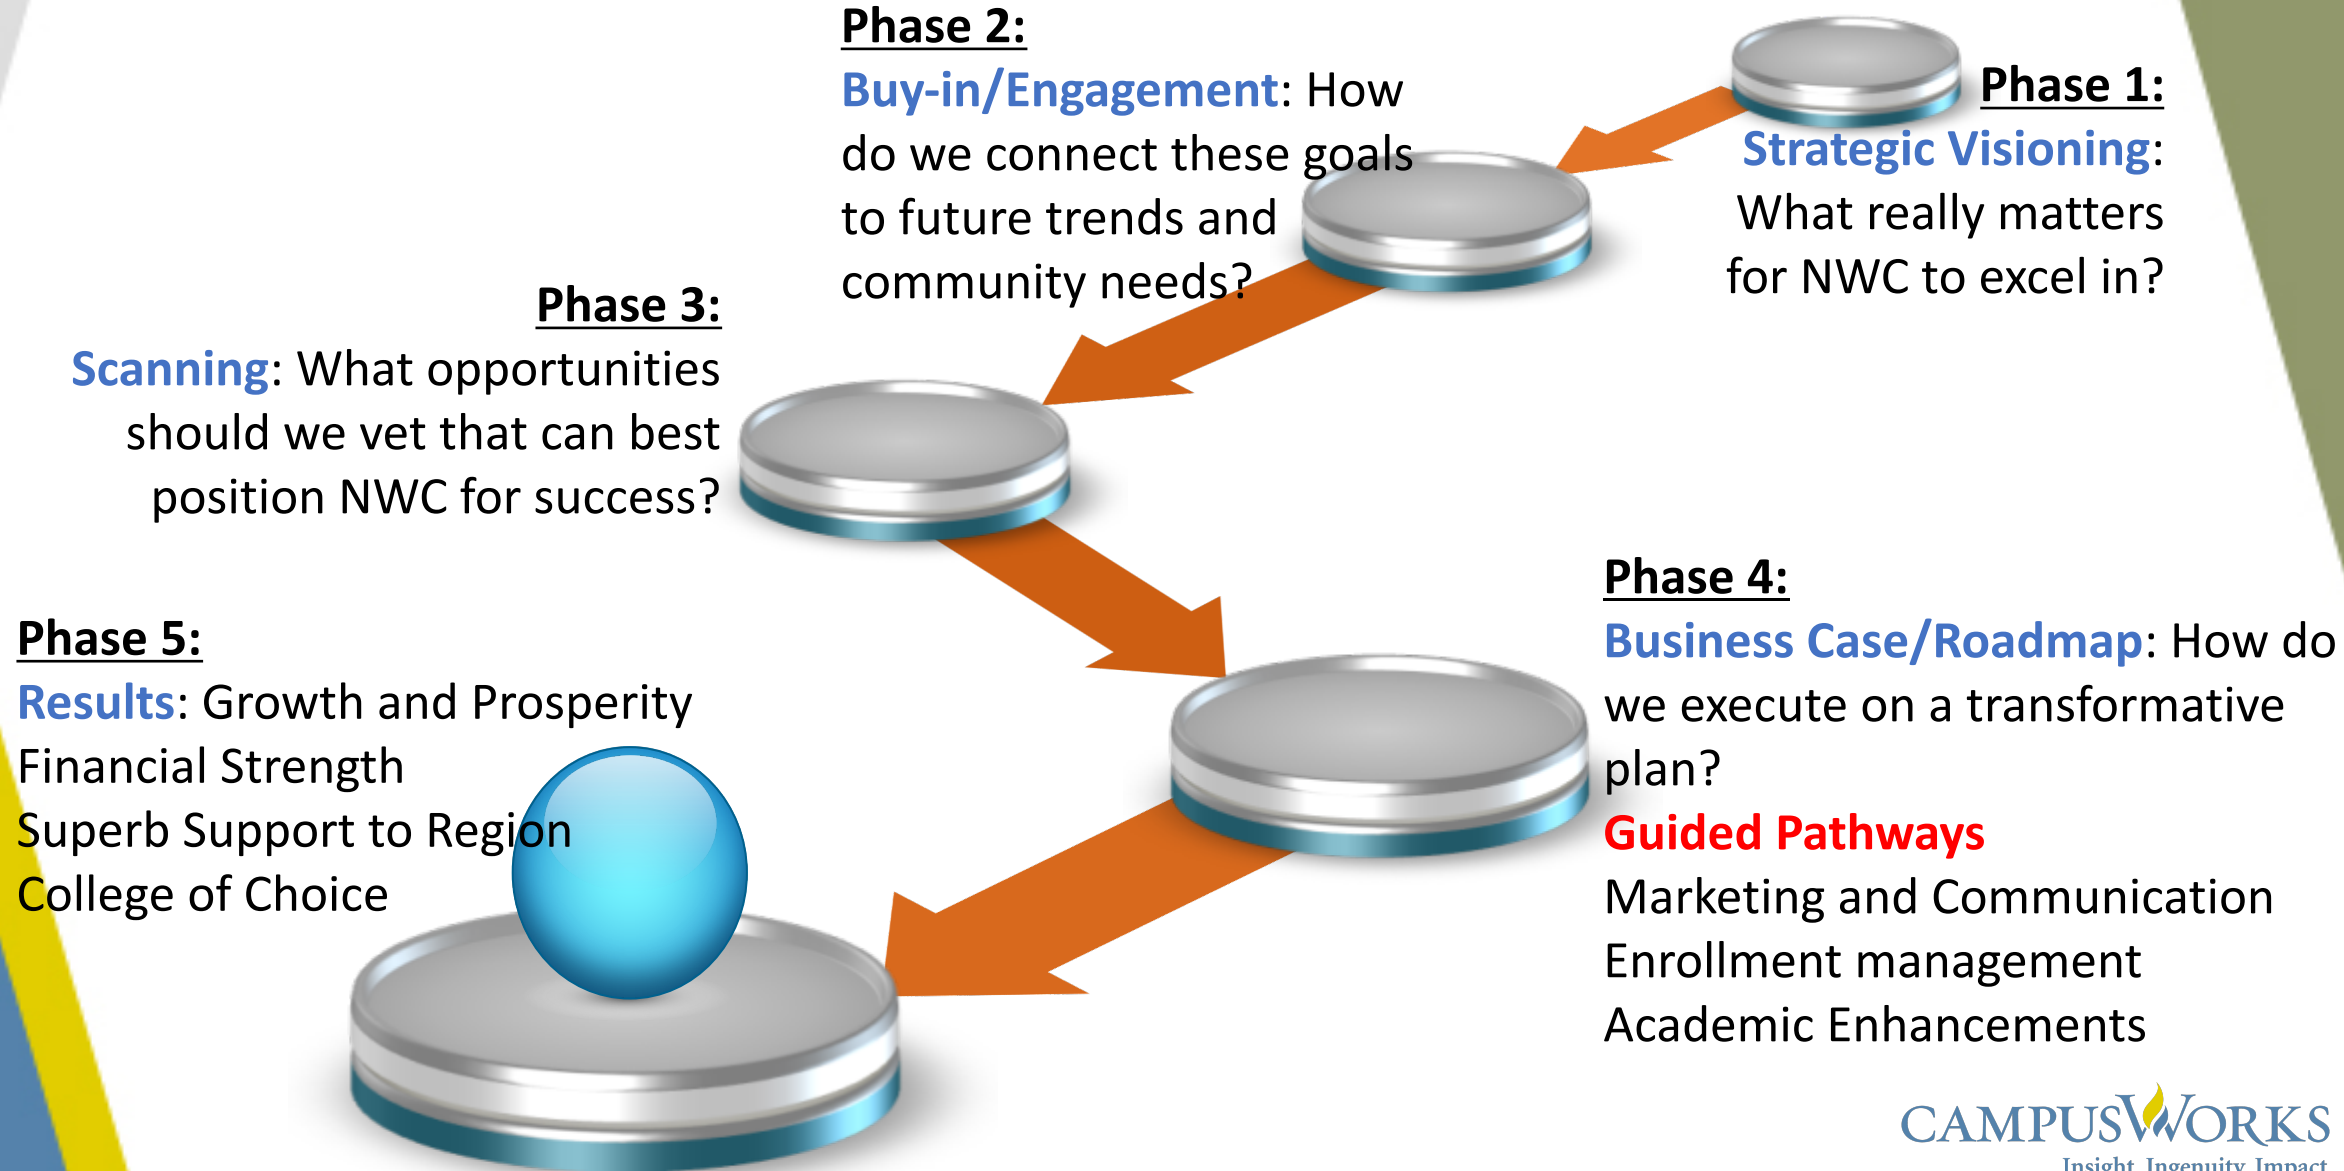 Phase 1:
Strategic Visioning:
What really matters
for NWC to excel in?
Phase 2:
Buy-in/Engagement: How
do we connect these goals
to future trends and
community needs?
Phase 3:
Scanning: What opportunities
should we vet that can best
position NWC for success?
Phase 4:
Business Case/Roadmap: How do
we execute on a transformative
plan?
Guided Pathways
Marketing and Communication
Enrollment management
Academic Enhancements
Phase 5:
Results: Growth and Prosperity
Financial Strength
Superb Support to Region
College of Choice
CAMPUSWORKS
Insight. Ingenuity. Impact.